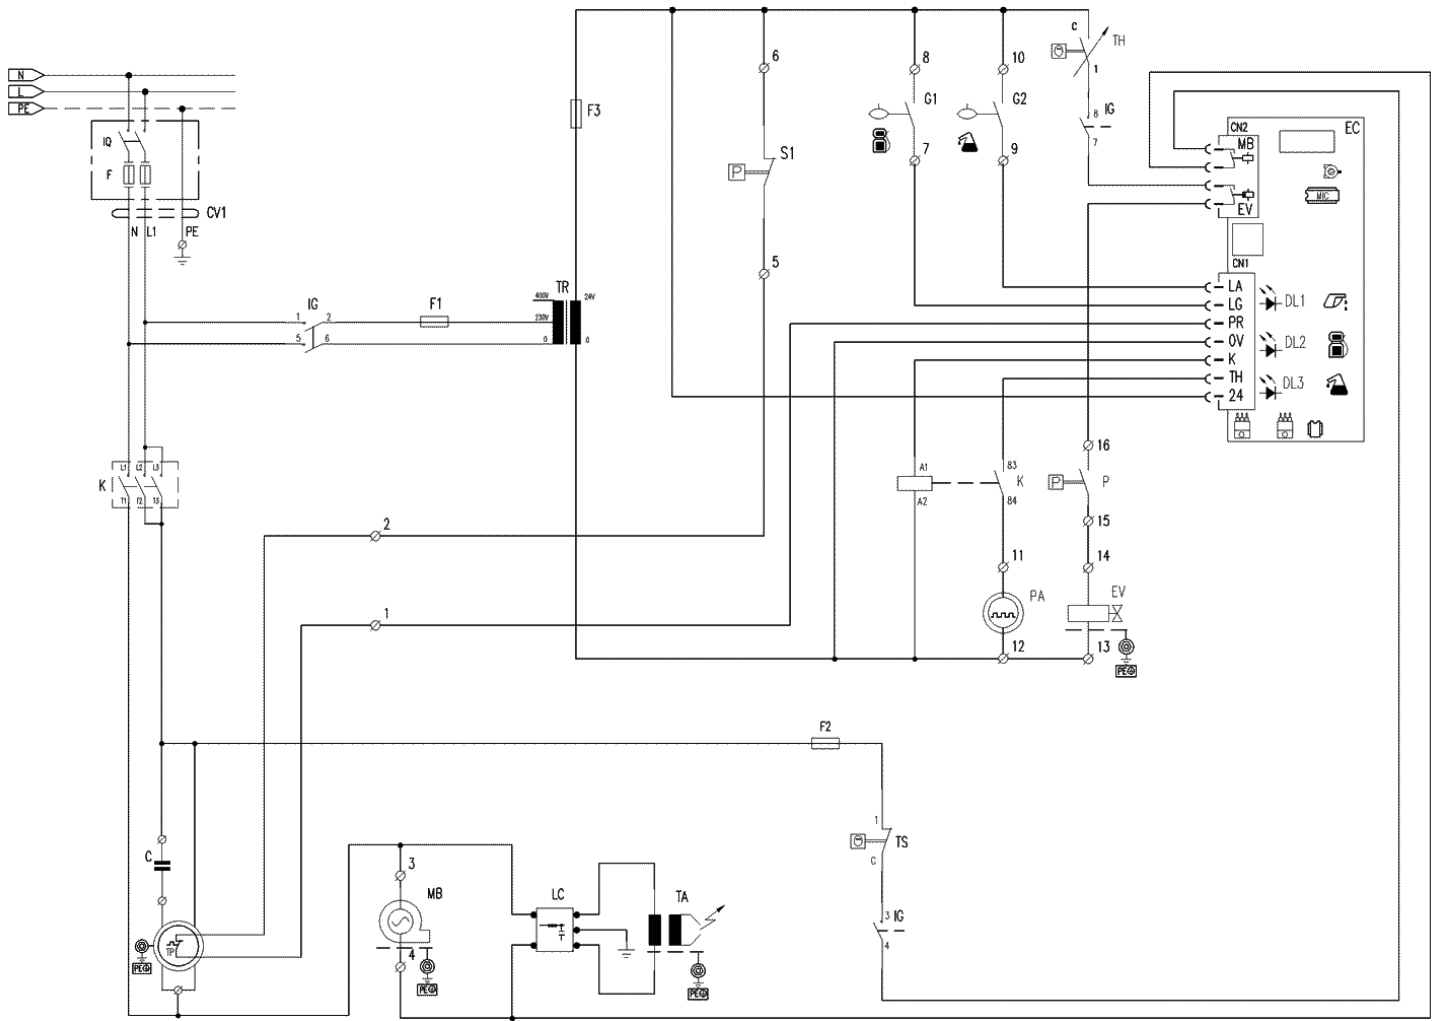 C
TH
1
6
8
10
N
L
PE
F3
G1
G2
8
IG
7
CN2
MB
EC
IQ
F
S1
P
7
9
MIC
EV
CV1
N
L1
PE
5
CN1
TR
400V
24V
230V
0
0
IG
1
2
5
6
F1
LA
LG
PR
0V
K
TH
24
DL1
DL2
DL3
16
K
L1
L2
L3
T1
T2
T3
A1
A2
83
K
84
P
P
15
2
11
14
1
PA
EV
12
13
PE
F2
1
TS
C
C
3
MB
LC
TA
3
IG
4
TP
PE
4
PE
PE